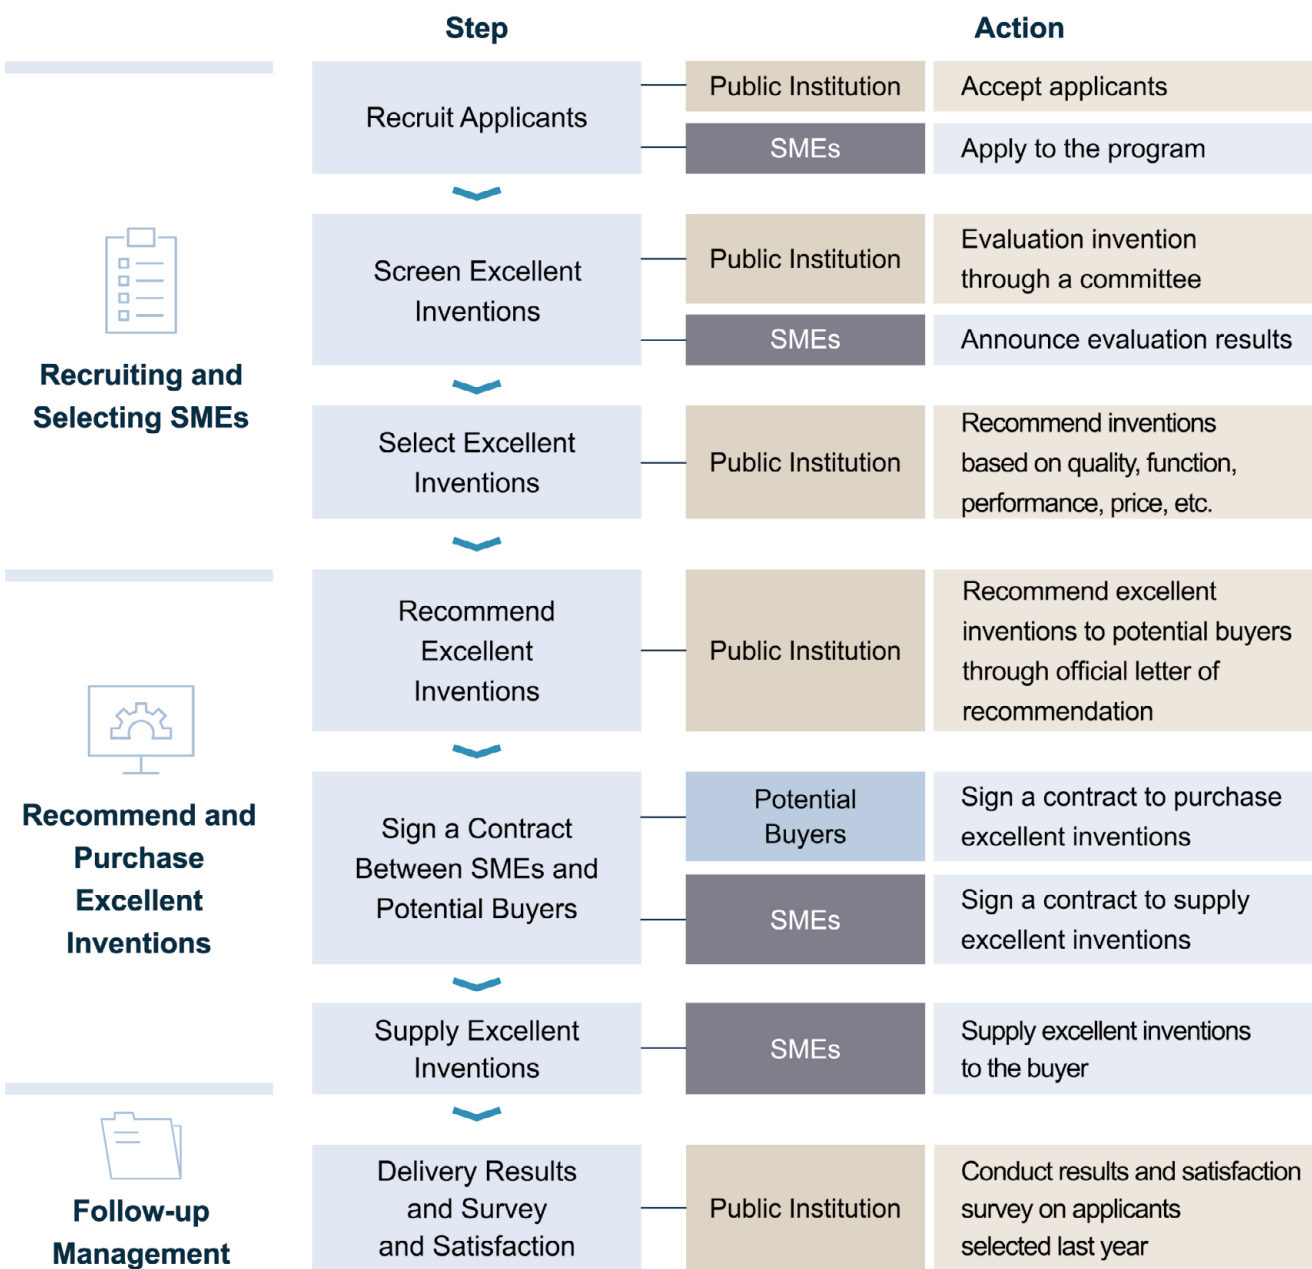 Step
Action
Recruiting and
Selecting SMEs
Recruit Applicants
Public Institution
Accept applicants
SMEs
Apply to the program
Screen Excellent
Inventions
Public Institution
Evaluation invention
through a committee
SMEs
Announce evaluation results
Select Excellent
Inventions
Public Institution
Recommend inventions
based on quality, function,
performance, price, etc.
Recommend and
Purchase
Excellent
Inventions
Recommend
Excellent
Inventions
Public Institution
Recommend excellent
inventions to potential buyers
through official letter of
recommendation
Sign a Contract
Between SMEs and
Potential Buyers
Potential
Buyers
Sign a contract to purchase
excellent inventions
SMEs
Sign a contract to supply
excellent inventions
Supply Excellent
Inventions
SMEs
Supply excellent inventions
to the buyer
Follow-up
Management
Delivery Results
and Survey
and Satisfaction
Public Institution
Conduct results and satisfaction
survey on applicants
selected last year